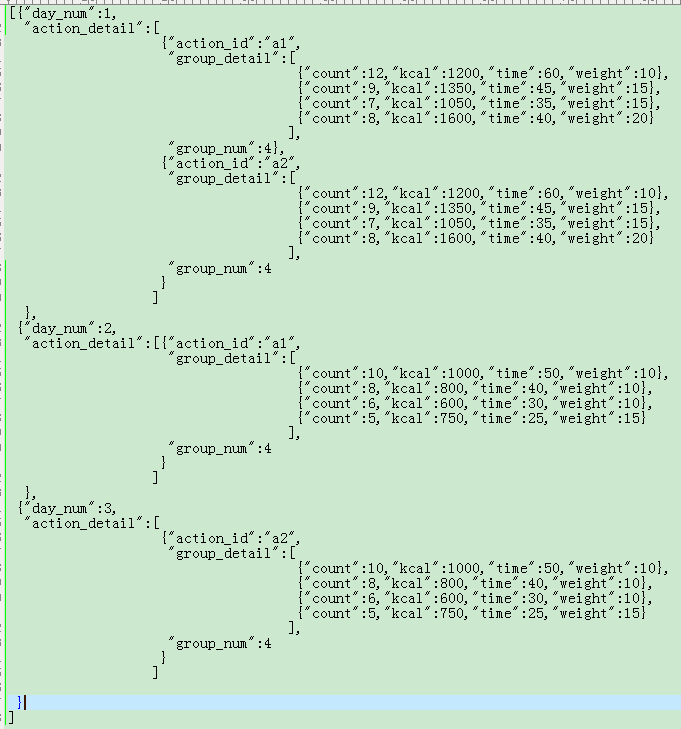 [{"day_num":1,
"action_detail":[
{"action_id":"a1",
"group_detail":[
{"count":12,"kcal":1200,"time":60,"weight":10},
{"count":9,"kcal":1350,"time":45,"weight":15},
{"count":7,"kcal":1050,"time":35,"weight":15},
{"count":8,"kcal":1600,"time":40,"weight":20}
],
"group_num":4},
{"action_id":"a2",
"group_detail":[
{"count":12,"kcal":1200,"time":60,"weight":10},
{"count":9,"kcal":1350,"time":45,"weight":15},
{"count":7,"kcal":1050,"time":35,"weight":15},
{"count":8,"kcal":1600,"time":40,"weight":20}
],
"group_num":4
}
]
},
{"day_num":2,
"action_detail":[{"action_id":"a1",
"group_detail":[
{"count":10,"kcal":1000,"time":50,"weight":10},
{"count":8,"kcal":800,"time":40,"weight":10},
{"count":6,"kcal":600,"time":30,"weight":10},
{"count":5,"kcal":750,"time":25,"weight":15}
],
"group_num":4
}
]
},
{"day_num":3,
"action_detail":[
{"action_id":"a2",
"group_detail":[
{"count":10,"kcal":1000,"time":50,"weight":10},
{"count":8,"kcal":800,"time":40,"weight":10},
{"count":6,"kcal":600,"time":30,"weight":10},
{"count":5,"kcal":750,"time":25,"weight":15}
],
"group_num":4
}
]
}
]